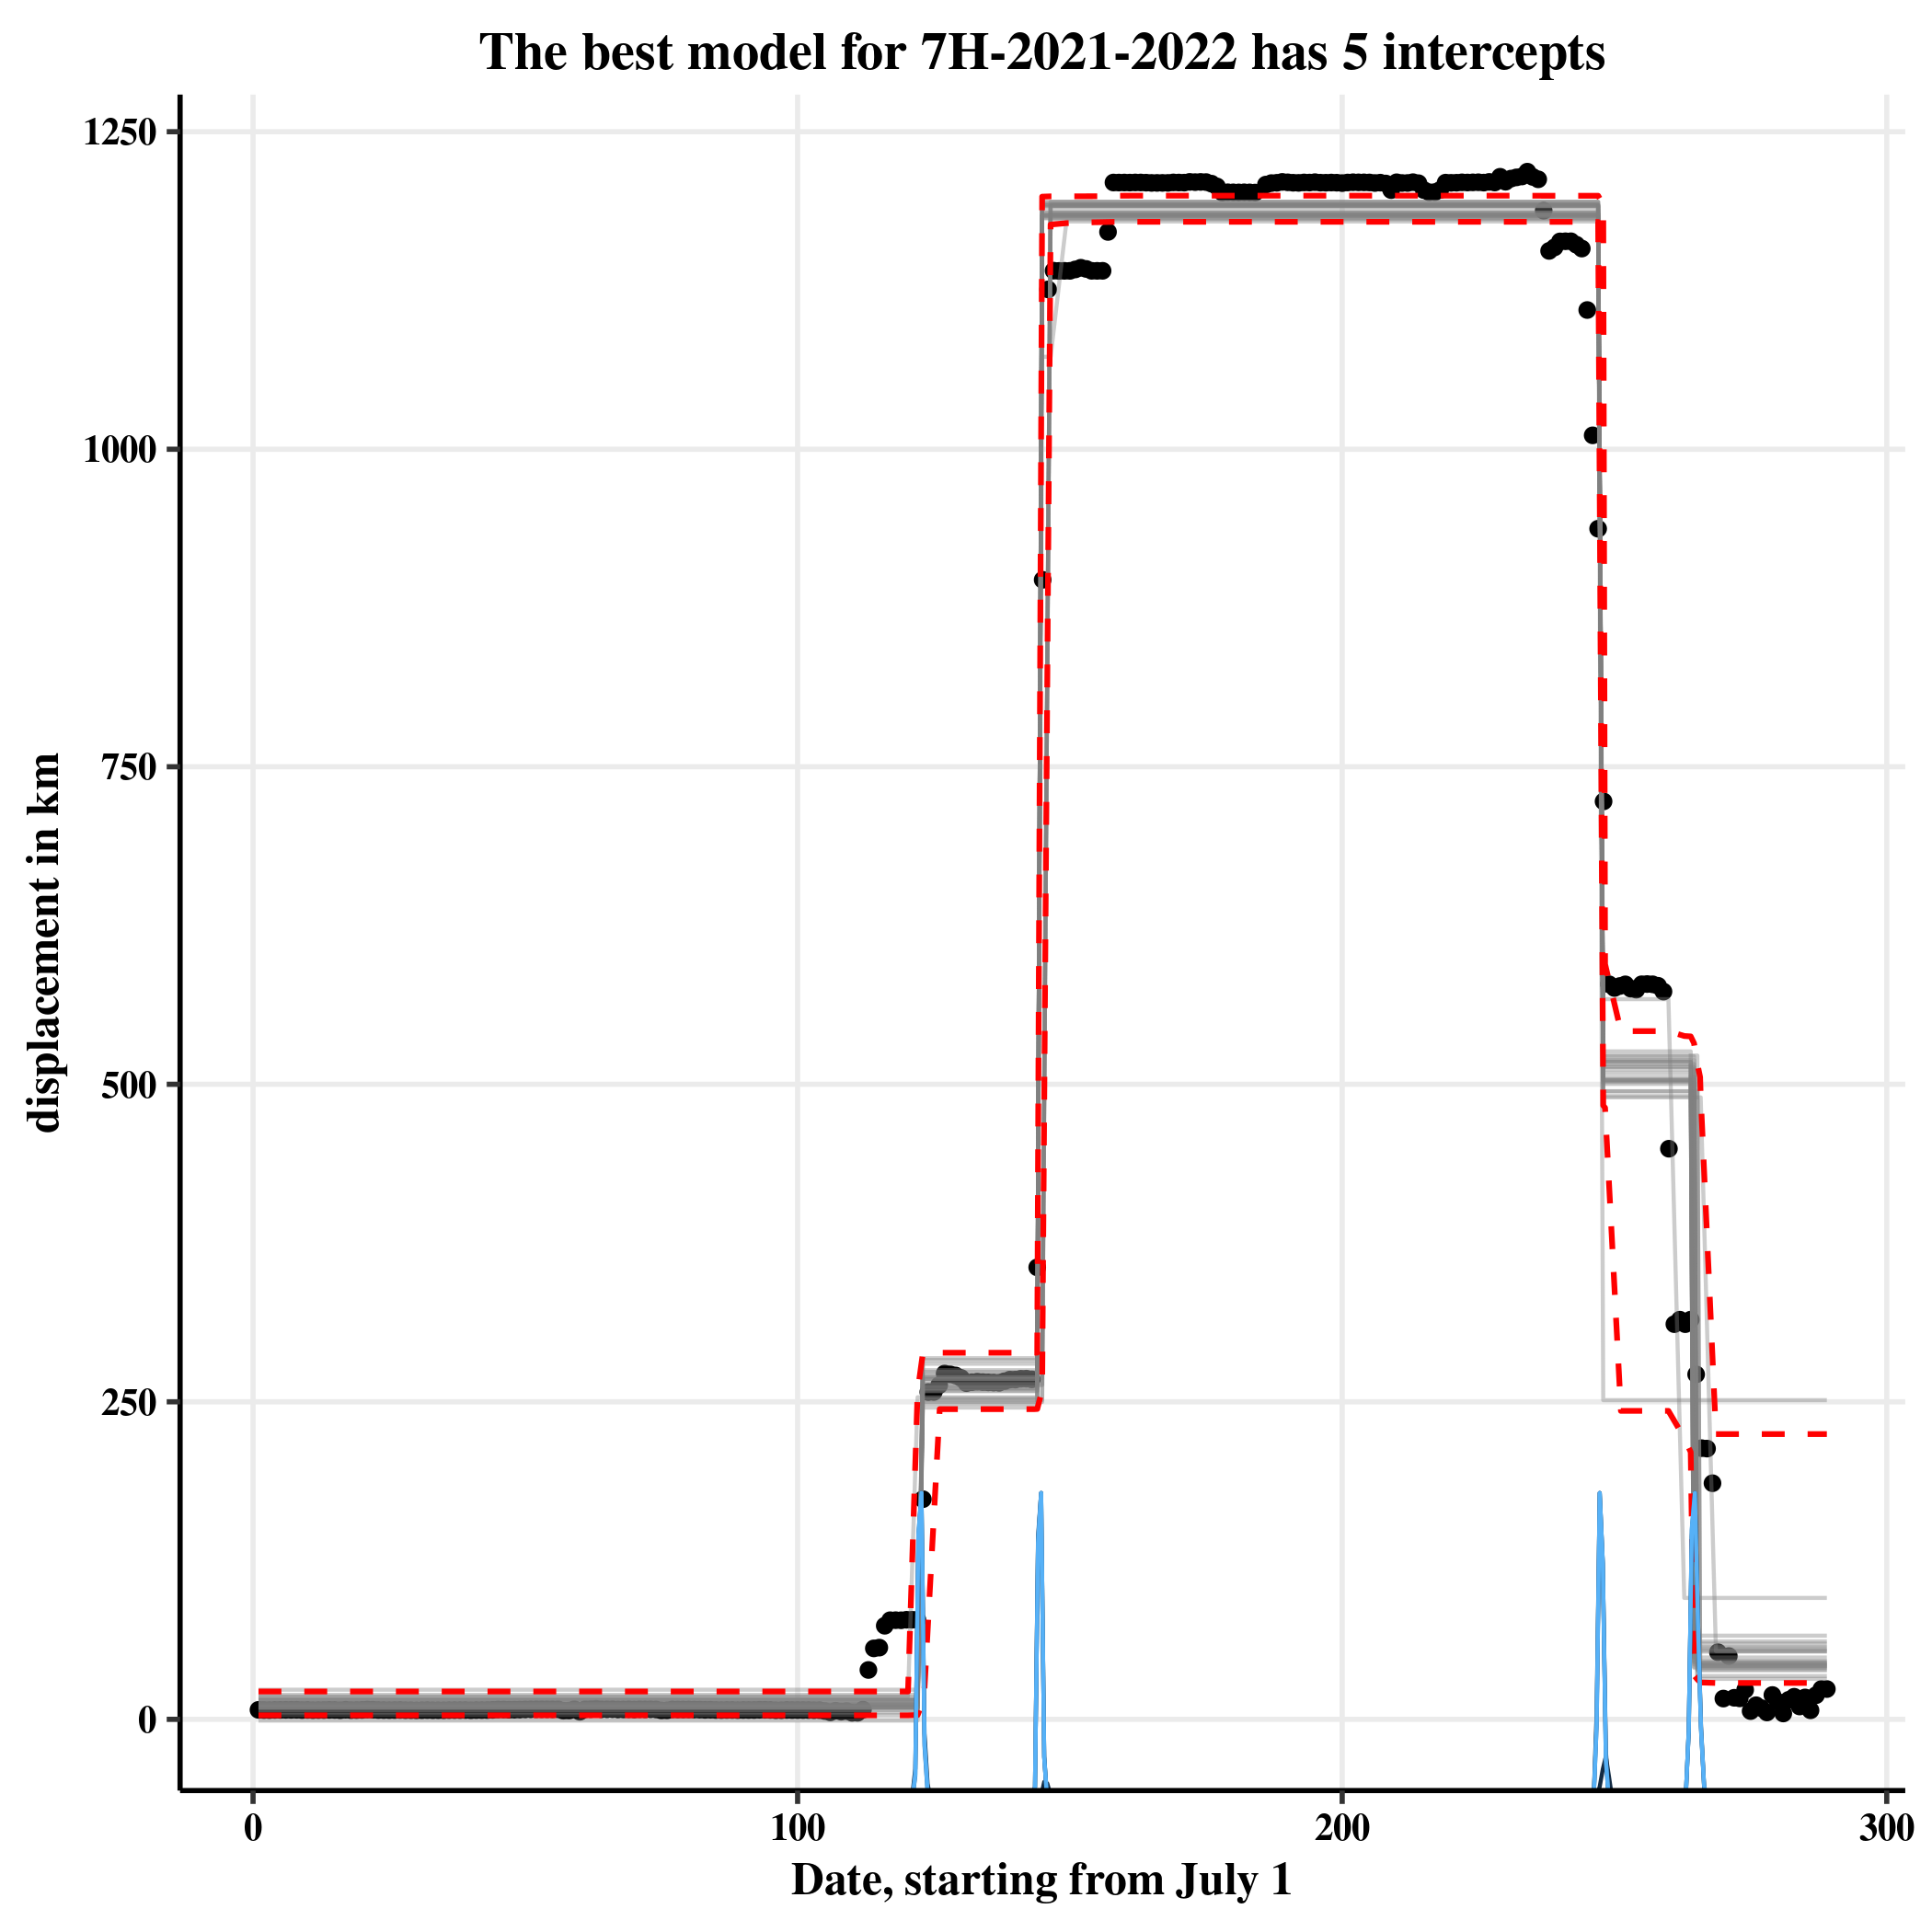 The best model for 7H-2021-2022 has 5 intercepts
1250
1000
750
500
250
0
displacement in km
0 100 200 300
Date, starting from July 1